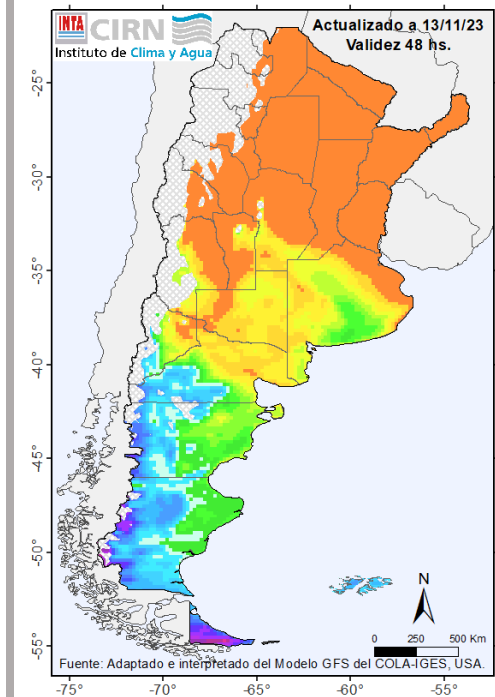 INTA CIRN
Instituto de Clima y Agua
Actualizado a 13/11/23
Validez 48 hs.
-25°
-30°
-35°
-40°
-45°
-50°
-55°
N
0 250 500 Km
Fuente: Adaptado e interpretado del Modelo GFS del COLA-IGES, USA.
-75° -70° -65° -60° -55°